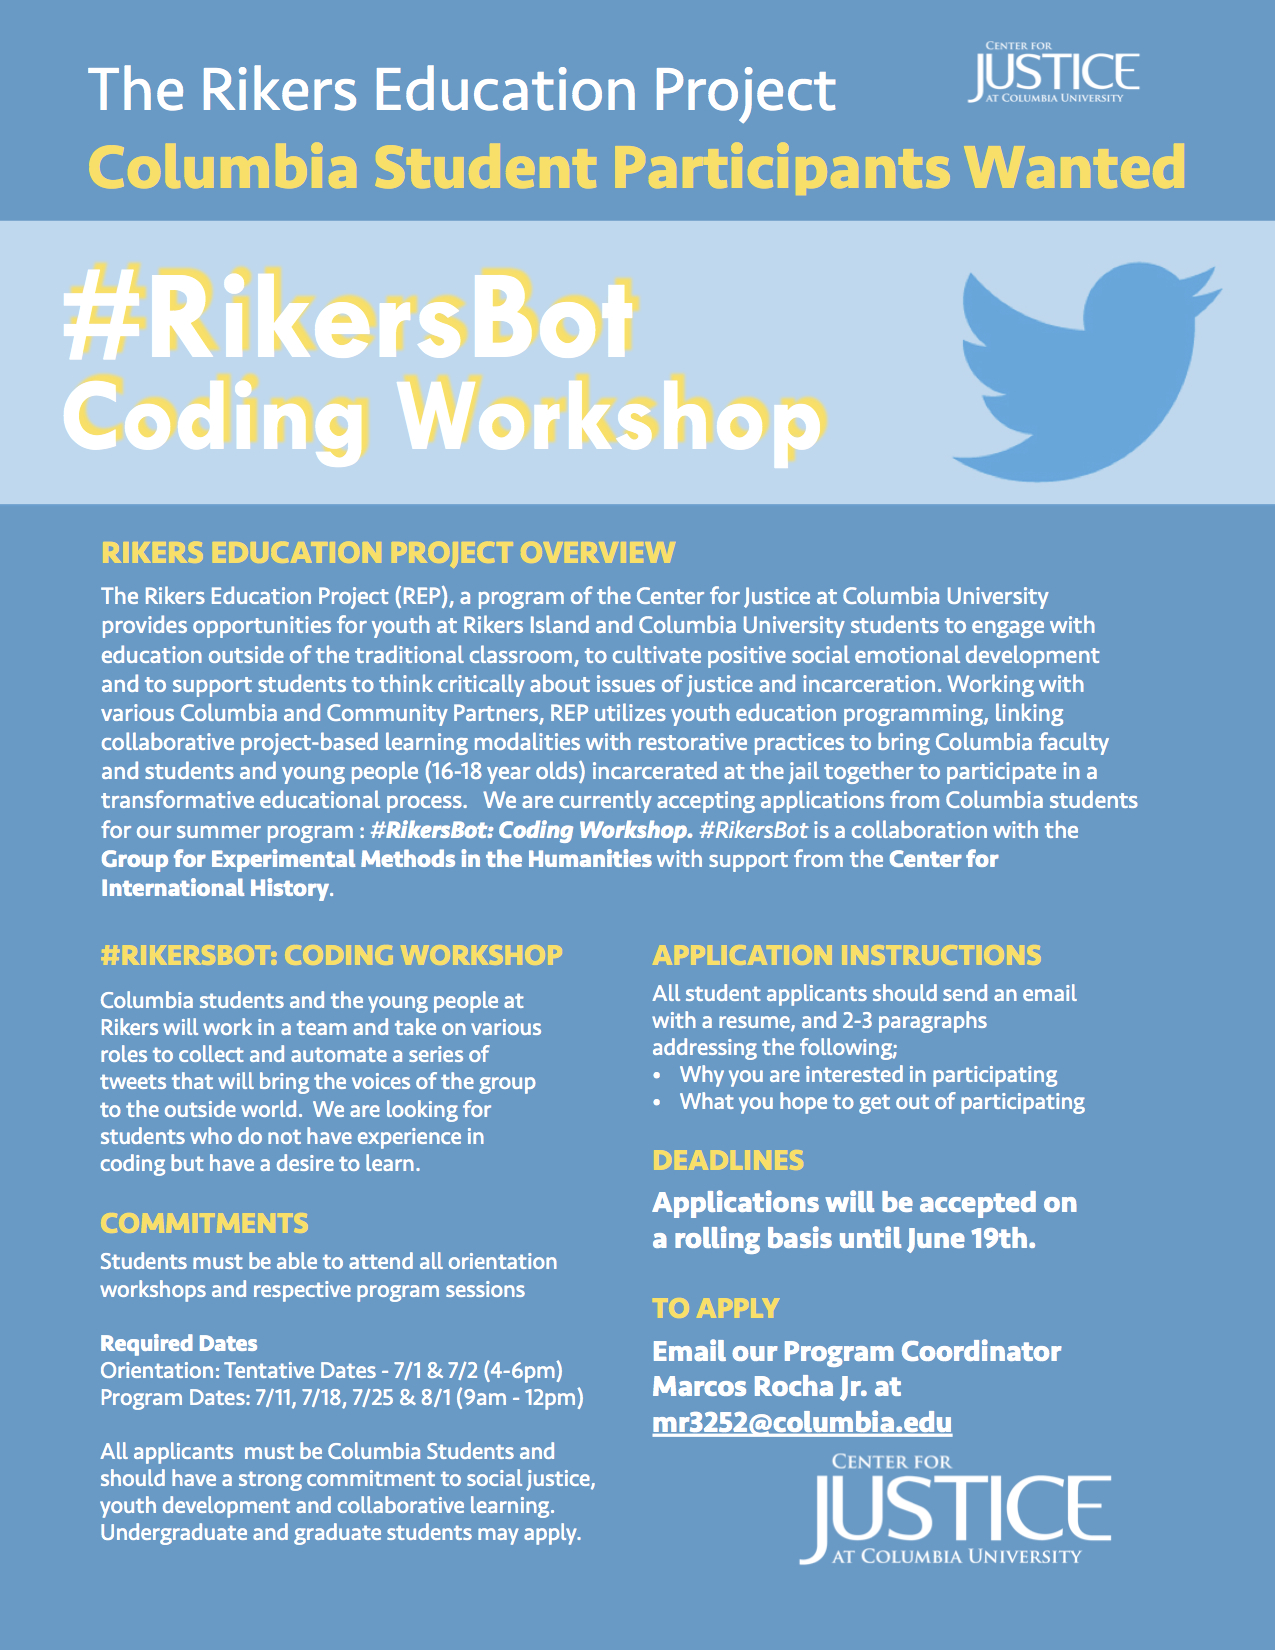 The Rikers Education Project
CENTER FOR
JUSTICE
AT COLUMBIA UNIVERSITY
Columbia Student Participants Wanted
#RikersBot
Coding Workshop
RIKERS EDUCATION PROJECT OVERVIEW
The Rikers Education Project (REP), a program of the Center for Justice at Columbia University
provides opportunities for youth at Rikers Island and Columbia University students to engage with
education outside of the traditional classroom, to cultivate positive social emotional development
and to support students to think critically about issues of justice and incarceration. Working with
various Columbia and Community Partners, REP utilizes youth education programming, linking
collaborative project-based learning modalities with restorative practices to bring Columbia faculty
and students and young people (16-18 year olds) incarcerated at the jail together to participate in a
transformative educational process.   We are currently accepting applications from Columbia students
for our summer program : #RikersBot: Coding Workshop. #RikersBot is a collaboration with the
Group for Experimental Methods in the Humanities with support from the Center for
International History.
#RIKERSBOT: CODING WORKSHOP
Columbia students and the young people at
Rikers will work in a team and take on various
roles to collect and automate a series of
tweets that will bring the voices of the group
to the outside world.  We are looking for
students who do not have experience in
coding but have a desire to learn.
COMMITMENTS
Students must be able to attend all orientation
workshops and respective program sessions
Required Dates
Orientation: Tentative Dates - 7/1 & 7/2 (4-6pm)
Program Dates: 7/11, 7/18, 7/25 & 8/1 (9am - 12pm)
All applicants  must be Columbia Students and
should have a strong commitment to social justice,
youth development and collaborative learning.
Undergraduate and graduate students may apply.
APPLICATION INSTRUCTIONS
All student applicants should send an email
with a resume, and 2-3 paragraphs
addressing the following;
• Why you are interested in participating
• What you hope to get out of participating
DEADLINES
Applications will be accepted on
a rolling basis until June 19th.
TO APPLY
Email our Program Coordinator
Marcos Rocha Jr. at
mr3252@columbia.edu
CENTER FOR
JUSTICE
AT COLUMBIA UNIVERSITY